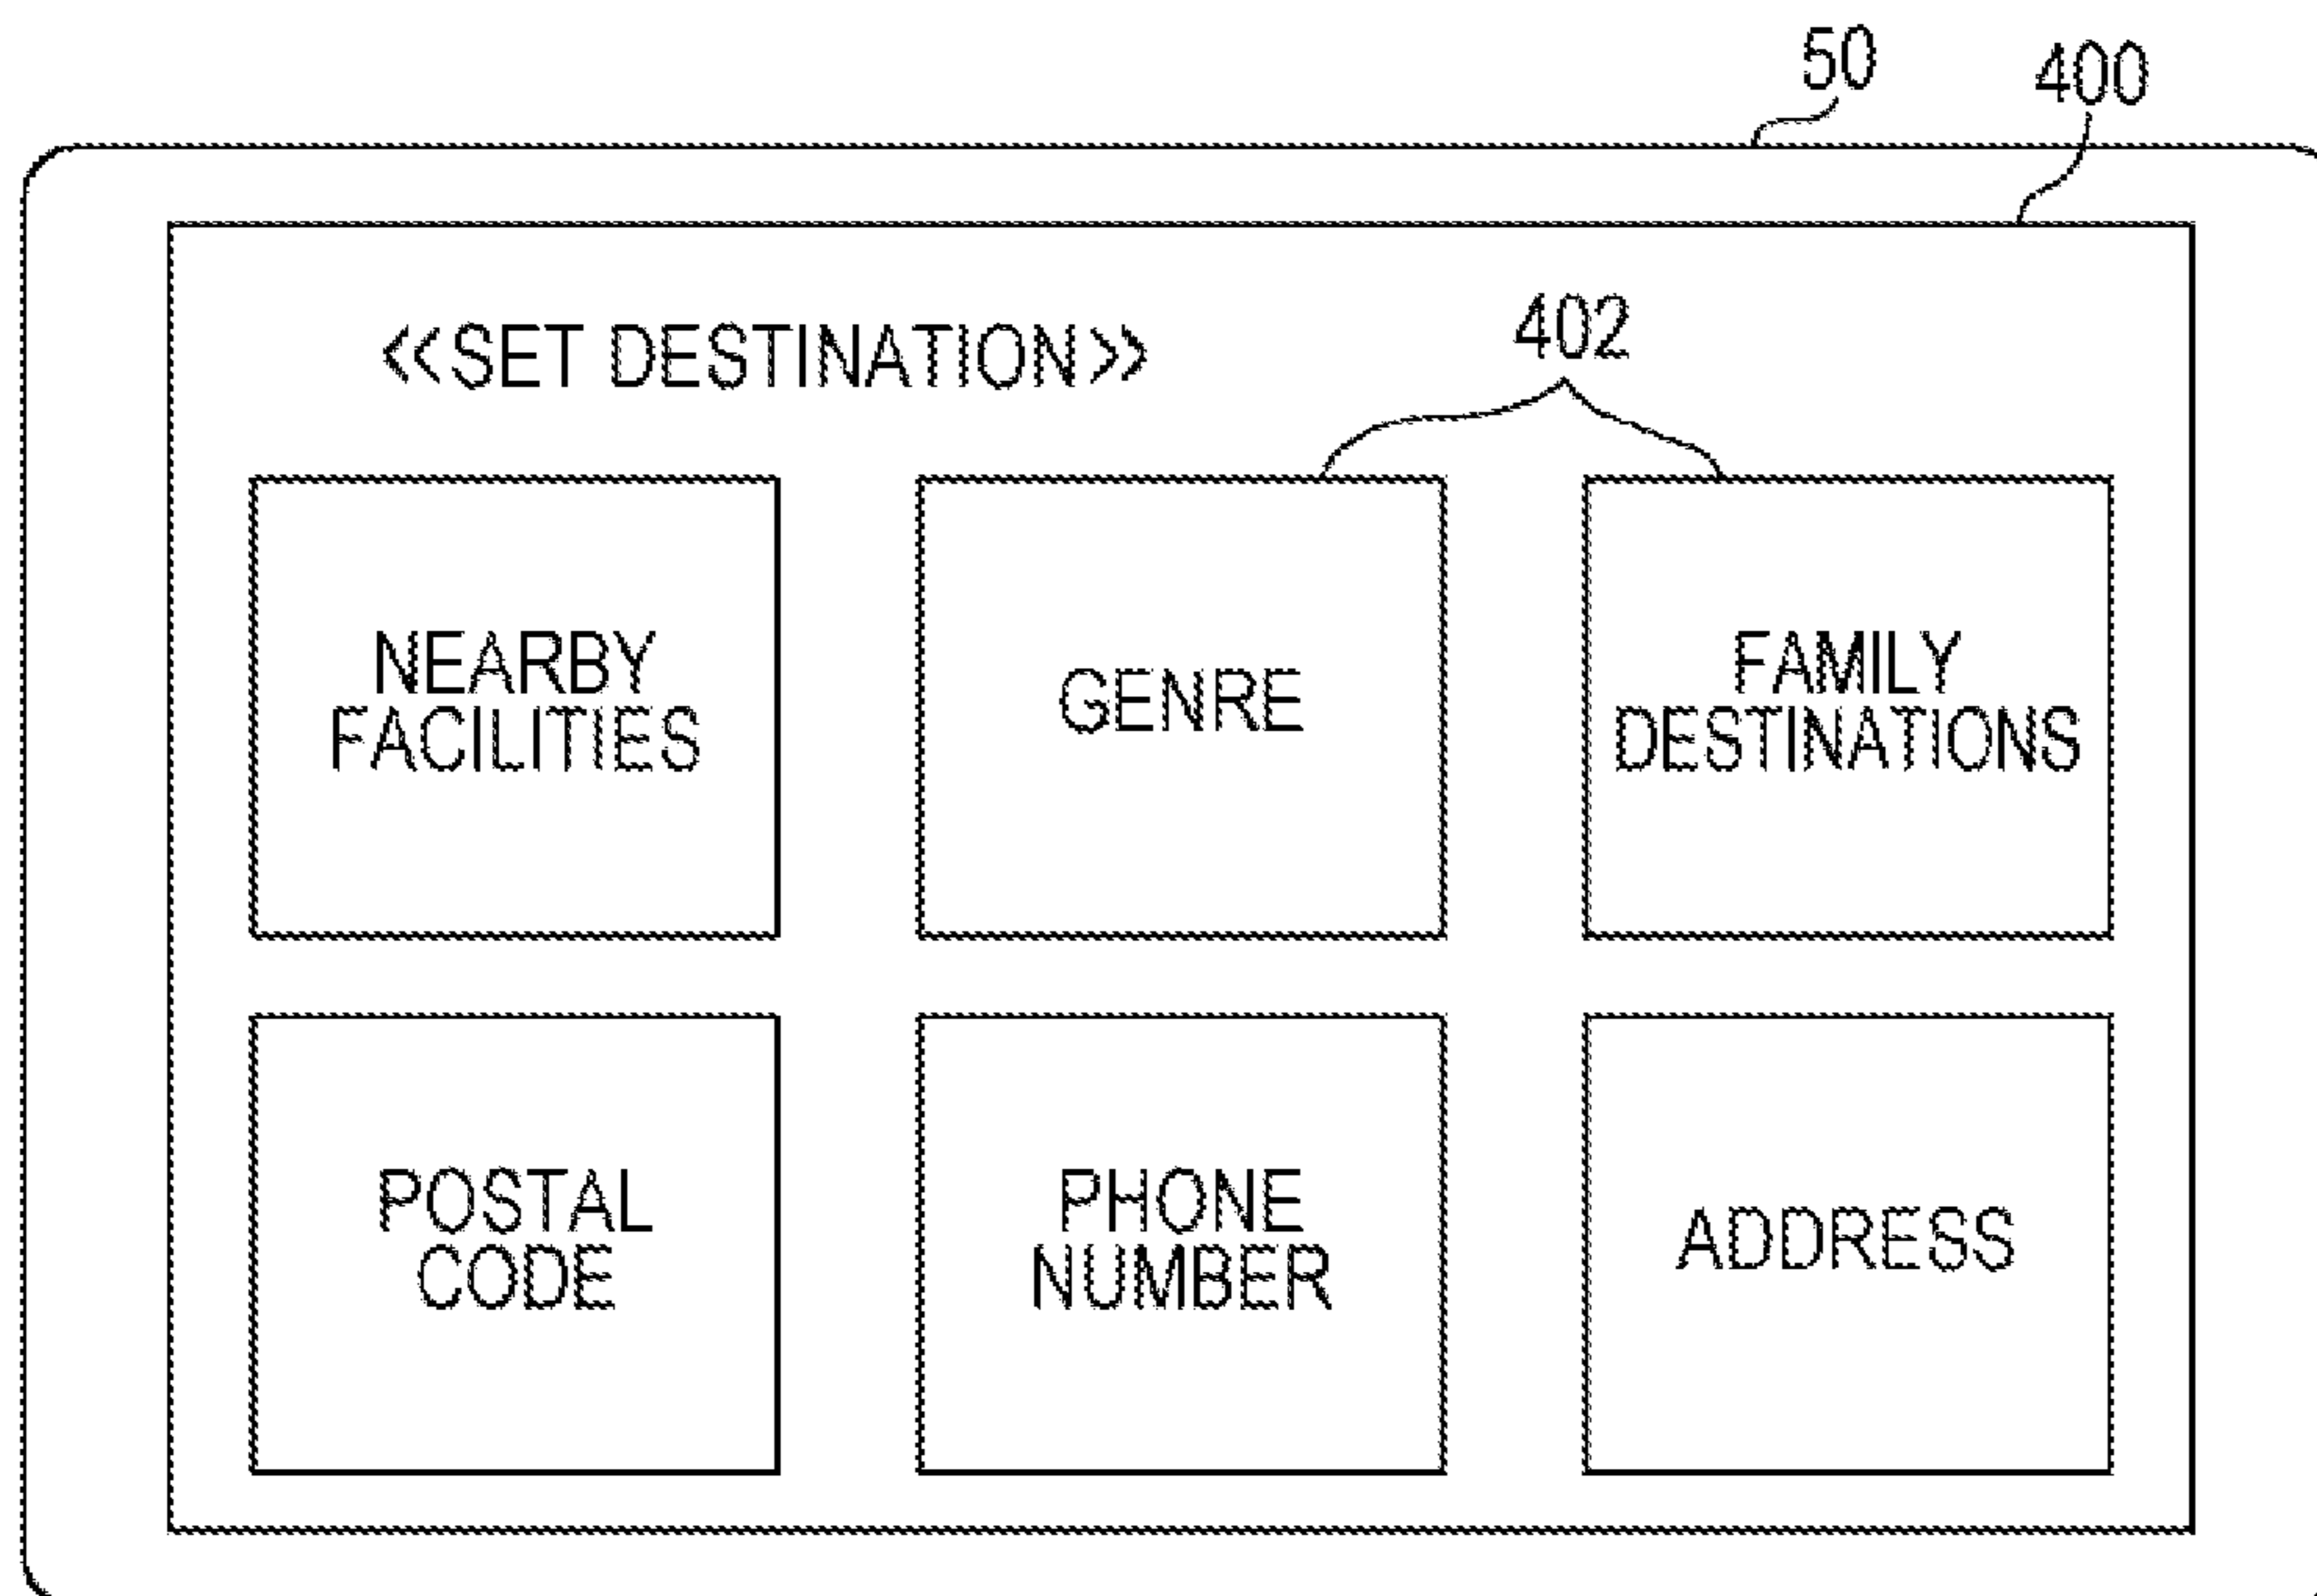 50
400
<<SET DESTINATION>>
402
NEARBY
FACILITIES
GENRE
FAMILY
DESTINATIONS
POSTAL
CODE
PHONE
NUMBER
ADDRESS